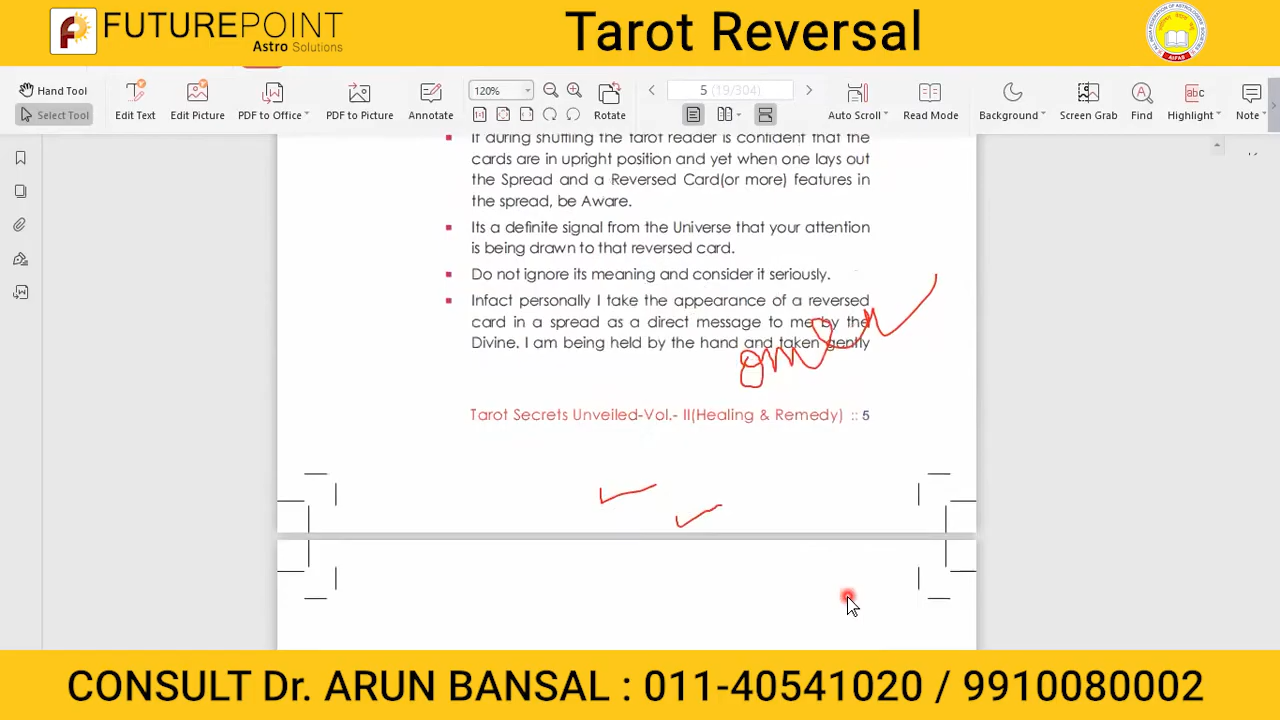 FUTUREPOINT
Astro Solutions
Tarot Reversal
Hand Tool
Select Tool
Edit Text
Edit Picture
PDF to Office
PDF to Picture
Annotate
120%
Rotate
5 (19/304)
Auto Scroll
Read Mode
Background
Screen Grab
Find
Highlight
Note
If during shuffling the tarot reader is confident that the
cards are in upright position and yet when one lays out
the Spread and a Reversed Card(or more) features in
the spread, be Aware.
Its a definite signal from the Universe that your attention
is being drawn to that reversed card.
Do not ignore its meaning and consider it seriously.
Infact personally I take the appearance of a reversed
card in a spread as a direct message to me by the
Divine. I am being held by the hand and taken gently
omen
Tarot Secrets Unveiled-Vol.- II(Healing & Remedy) :: 5
CONSULT Dr. ARUN BANSAL : 011-40541020 / 9910080002